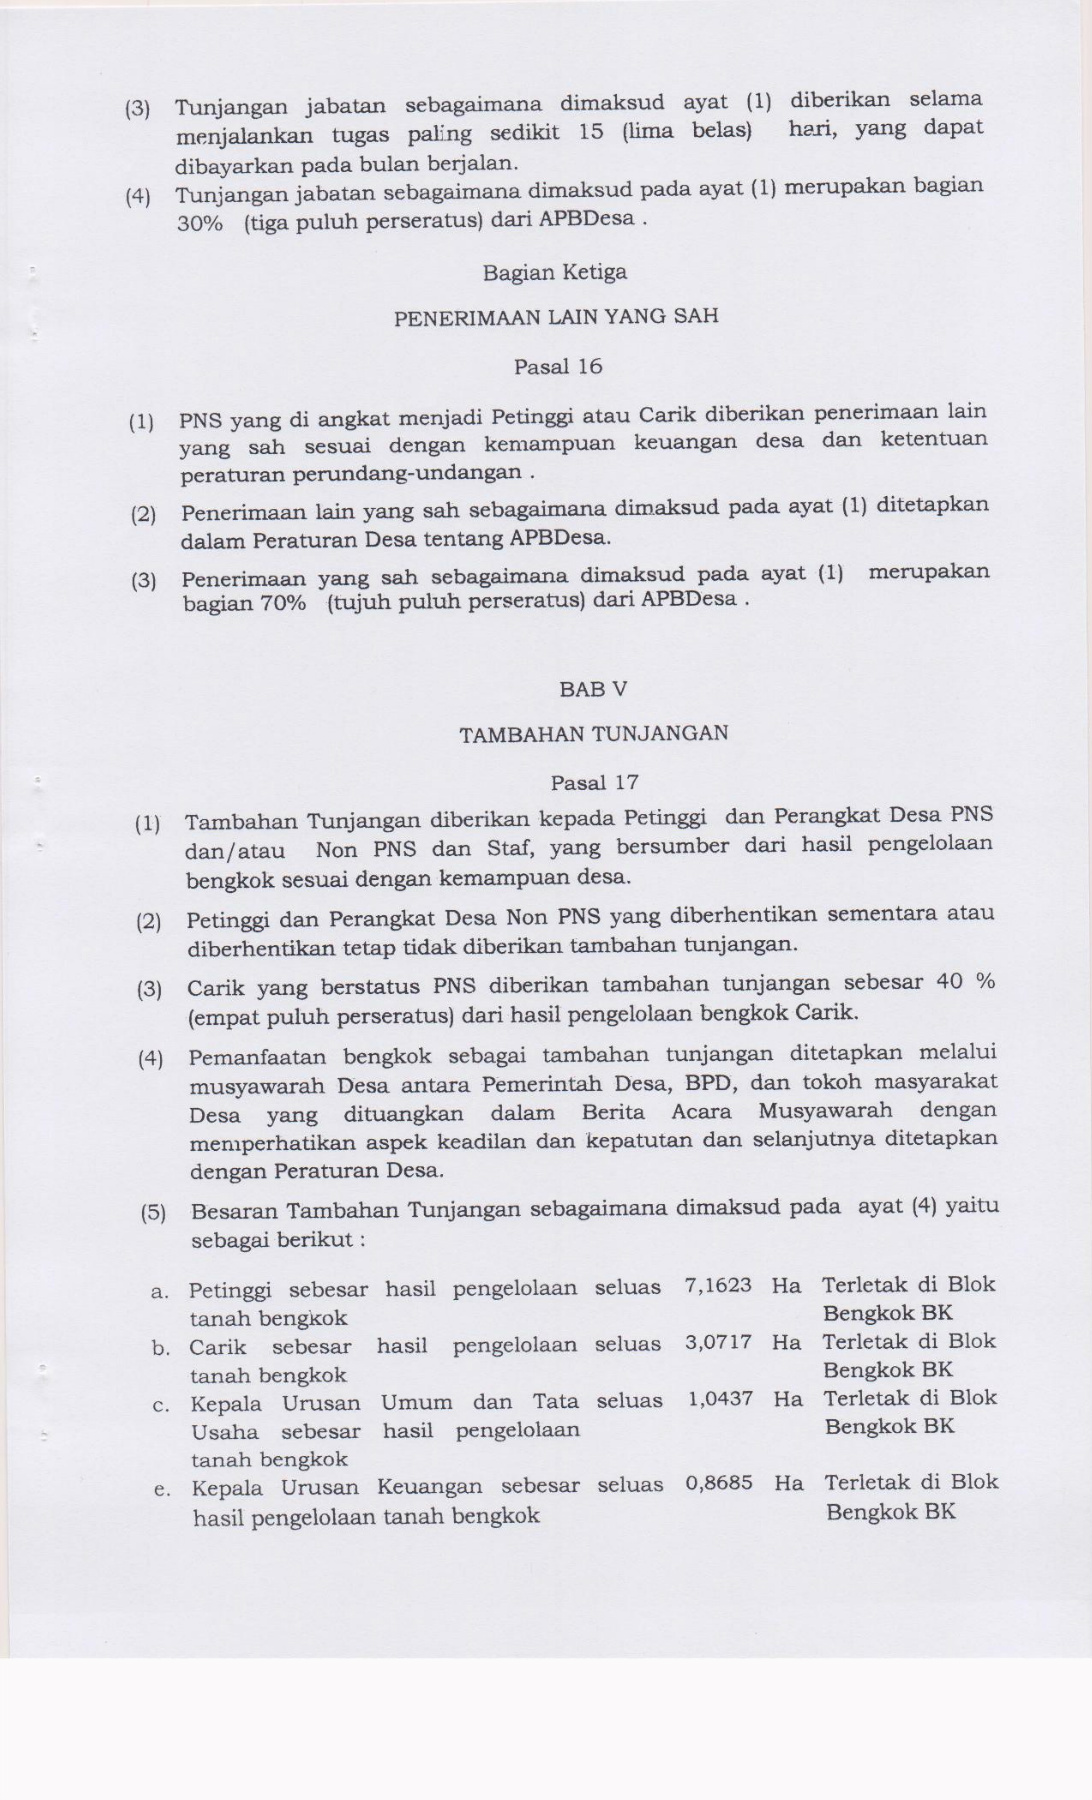 (3) Tunjangan jabatan sebagaimana dimaksud ayat (1) diberikan selama
menjalankan tugas paling sedikit 15 (lima belas) hari, yang dapat
dibayarkan pada bulan berjalan.
(4) Tunjangan jabatan sebagaimana dimaksud pada ayat (1) merupakan bagian
30% (tiga puluh perseratus) dari APBDesa .
Bagian Ketiga
PENERIMAAN LAIN YANG SAH
Pasal 16
(1) PNS yang di angkat menjadi Petinggi atau Carik diberikan penerimaan lain
yang sah sesuai dengan kemampuan keuangan desa dan ketentuan
peraturan perundang-undangan .
(2) Penerimaan lain yang sah sebagaimana dimaksud pada ayat (1) ditetapkan
dalam Peraturan Desa tentang APBDesa.
(3) Penerimaan yang sah sebagaimana dimaksud pada ayat (1) merupakan
bagian 70% (tujuh puluh perseratus) dari APBDesa .
BAB V
TAMBAHAN TUNJANGAN
Pasal 17
(1) Tambahan Tunjangan diberikan kepada Petinggi dan Perangkat Desa PNS
dan/atau Non PNS dan Staf, yang bersumber dari hasil pengelolaan
bengkok sesuai dengan kemampuan desa.
(2) Petinggi dan Perangkat Desa Non PNS yang diberhentikan sementara atau
diberhentikan tetap tidak diberikan tambahan tunjangan.
(3) Carik yang berstatus PNS diberikan tambahan tunjangan sebesar 40 %
(empat puluh perseratus) dari hasil pengelolaan bengkok Carik.
(4) Pemanfaatan bengkok sebagai tambahan tunjangan ditetapkan melalui
musyawarah Desa antara Pemerintah Desa, BPD, dan tokoh masyarakat
Desa yang dituangkan dalam Berita Acara Musyawarah dengan
memperhatikan aspek keadilan dan kepatutan dan selanjutnya ditetapkan
dengan Peraturan Desa.
(5) Besaran Tambahan Tunjangan sebagaimana dimaksud pada ayat (4) yaitu
sebagai berikut :
a. Petinggi sebesar hasil pengelolaan seluas 7,1623 Ha Terletak di Blok
tanah bengkok Bengkok BK
b. Carik sebesar hasil pengelolaan seluas 3,0717 Ha Terletak di Blok
tanah bengkok Bengkok BK
c. Kepala Urusan Umum dan Tata seluas 1,0437 Ha Terletak di Blok
Usaha sebesar hasil pengelolaan Bengkok BK
tanah bengkok
e. Kepala Urusan Keuangan sebesar seluas 0,8685 Ha Terletak di Blok
hasil pengelolaan tanah bengkok Bengkok BK